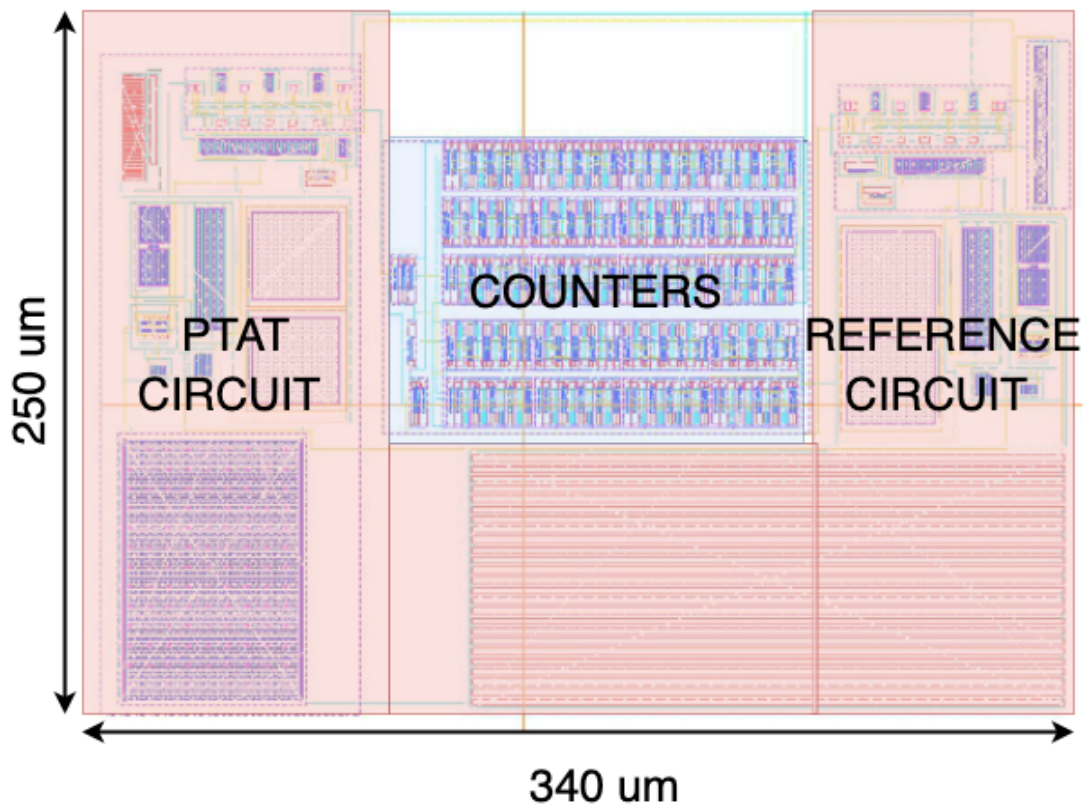 250 um
PTAT
CIRCUIT
COUNTERS
REFERENCE
CIRCUIT
340 um